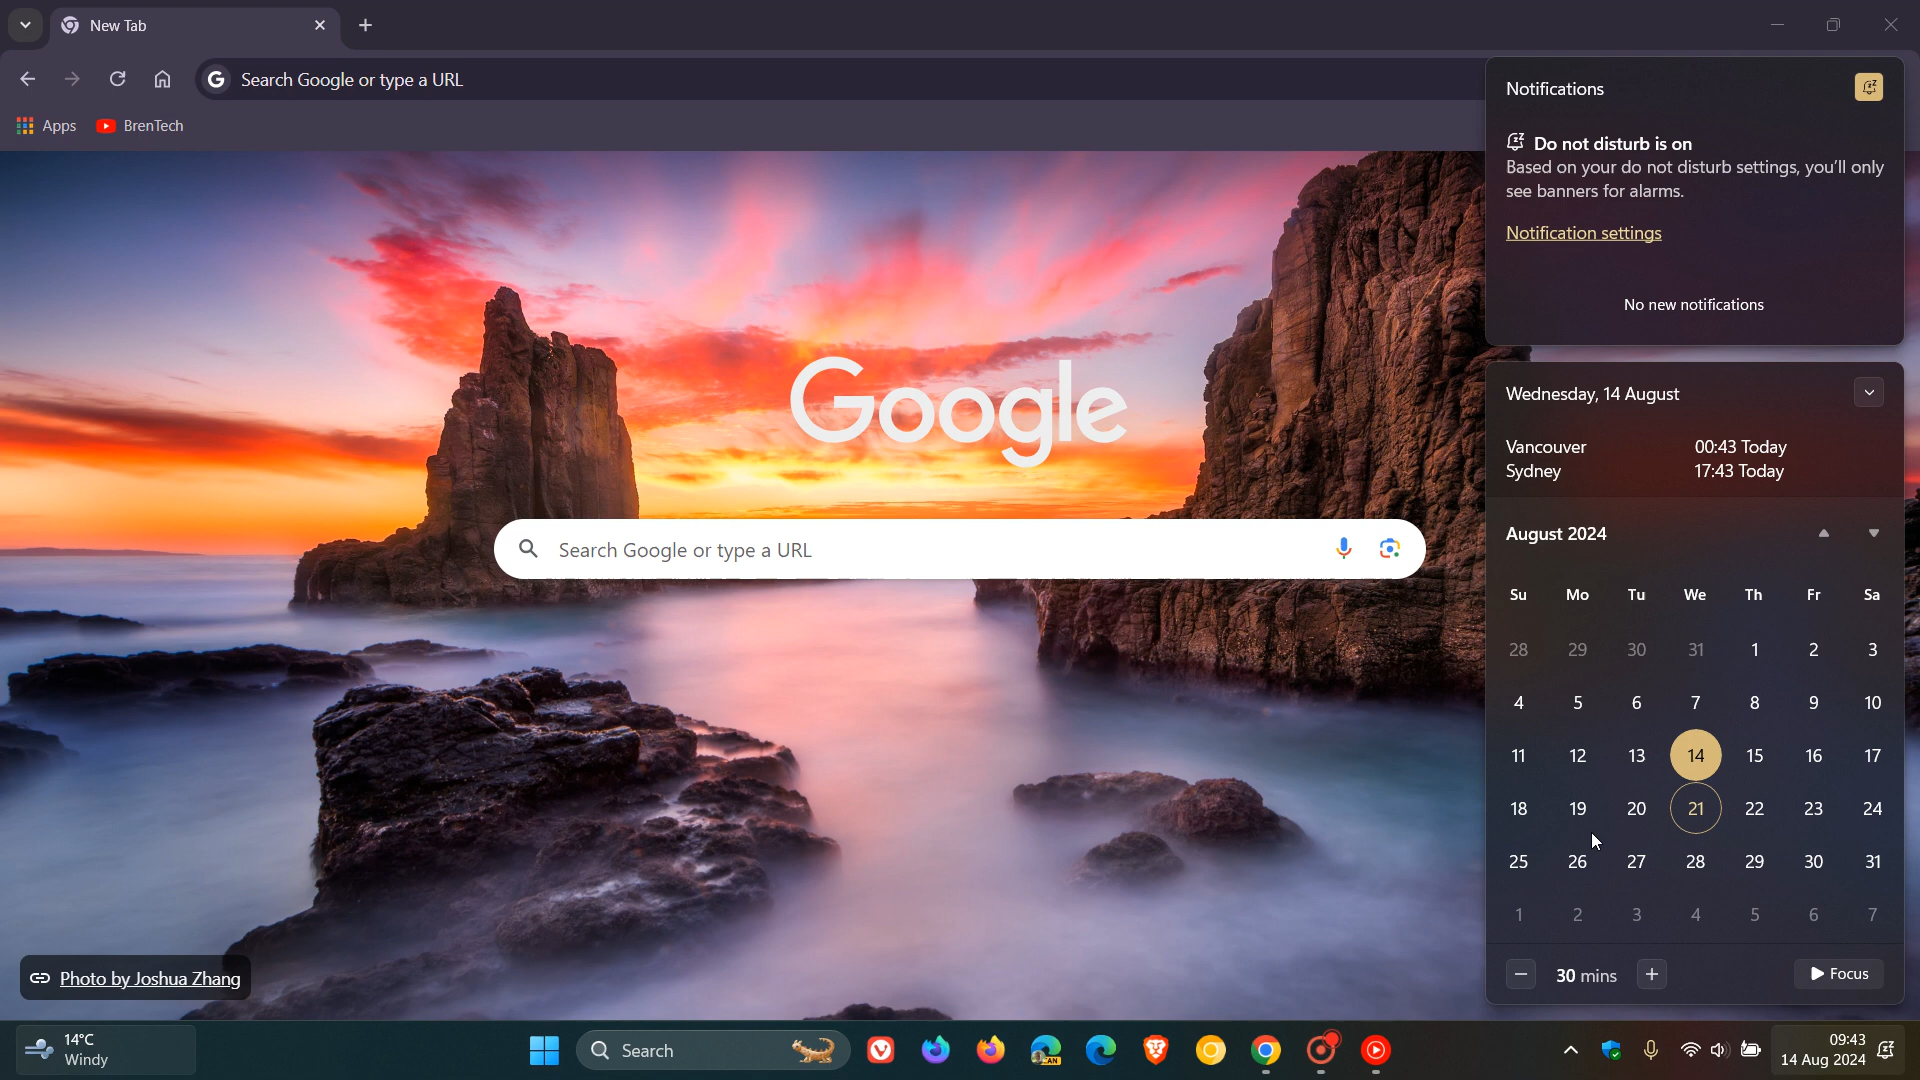 New Tab
Search Google or type a URL
Apps
BrenTech
Notifications
Do not disturb is on
Based on your do not disturb settings, you'll only
see banners for alarms.
Notification settings
No new notifications
Google
Search Google or type a URL
Wednesday, 14 August
Vancouver 00:43 Today
Sydney 17:43 Today
August 2024
Su Mo Tu We Th Fr Sa
28 29 30 31 1 2 3
4 5 6 7 8 9 10
11 12 13 14 15 16 17
18 19 20 21 22 23 24
25 26 27 28 29 30 31
1 2 3 4 5 6 7
30 mins
Focus
Photo by Joshua Zhang
14°C
Windy
Search
CAN
09:43
14 Aug 2024